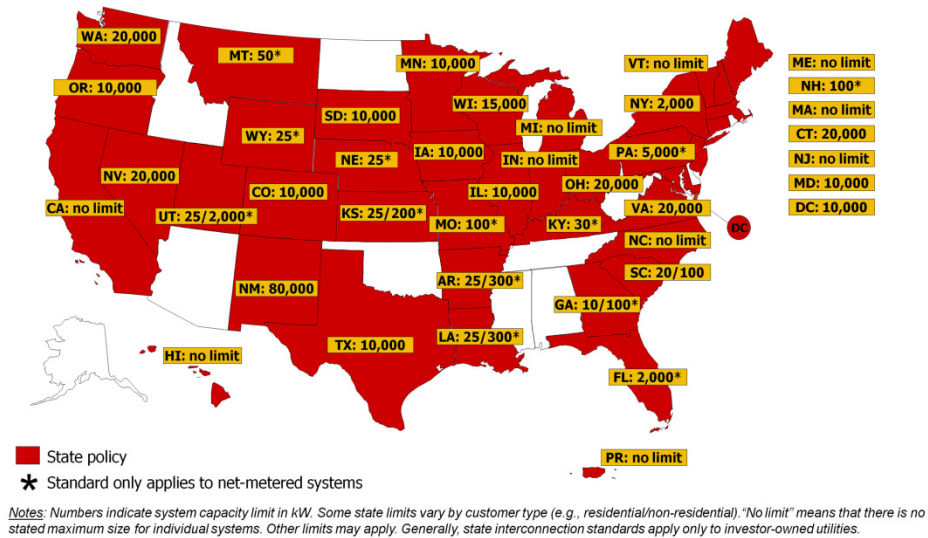 WA: 20,000
MT: 50*
MN: 10,000
VT: no limit
ME: no limit
OR: 10,000
NH: 100*
WI: 15,000
NY: 2,000
MA: no limit
SD: 10,000
MI: no limit
CT: 20,000
WY: 25*
NE: 25*
IA: 10,000
IN: no limit
PA: 5,000*
NJ: no limit
NV: 20,000
CO: 10,000
IL: 10,000
OH: 20,000
MD: 10,000
CA: no limit
UT: 25/2,000*
KS: 25/200*
MO: 100*
KY: 30*
VA: 20,000
DC: 10,000
DC
NC: no limit
NM: 80,000
AR: 25/300*
SC: 20/100
GA: 10/100*
HI: no limit
TX: 10,000
LA: 25/300*
FL: 2,000*
PR: no limit
State policy
* Standard only applies to net-metered systems
Notes: Numbers indicate system capacity limit in kW. Some state limits vary by customer type (e.g., residential/non-residential).“No limit” means that there is no
stated maximum size for individual systems. Other limits may apply. Generally, state interconnection standards apply only to investor-owned utilities.